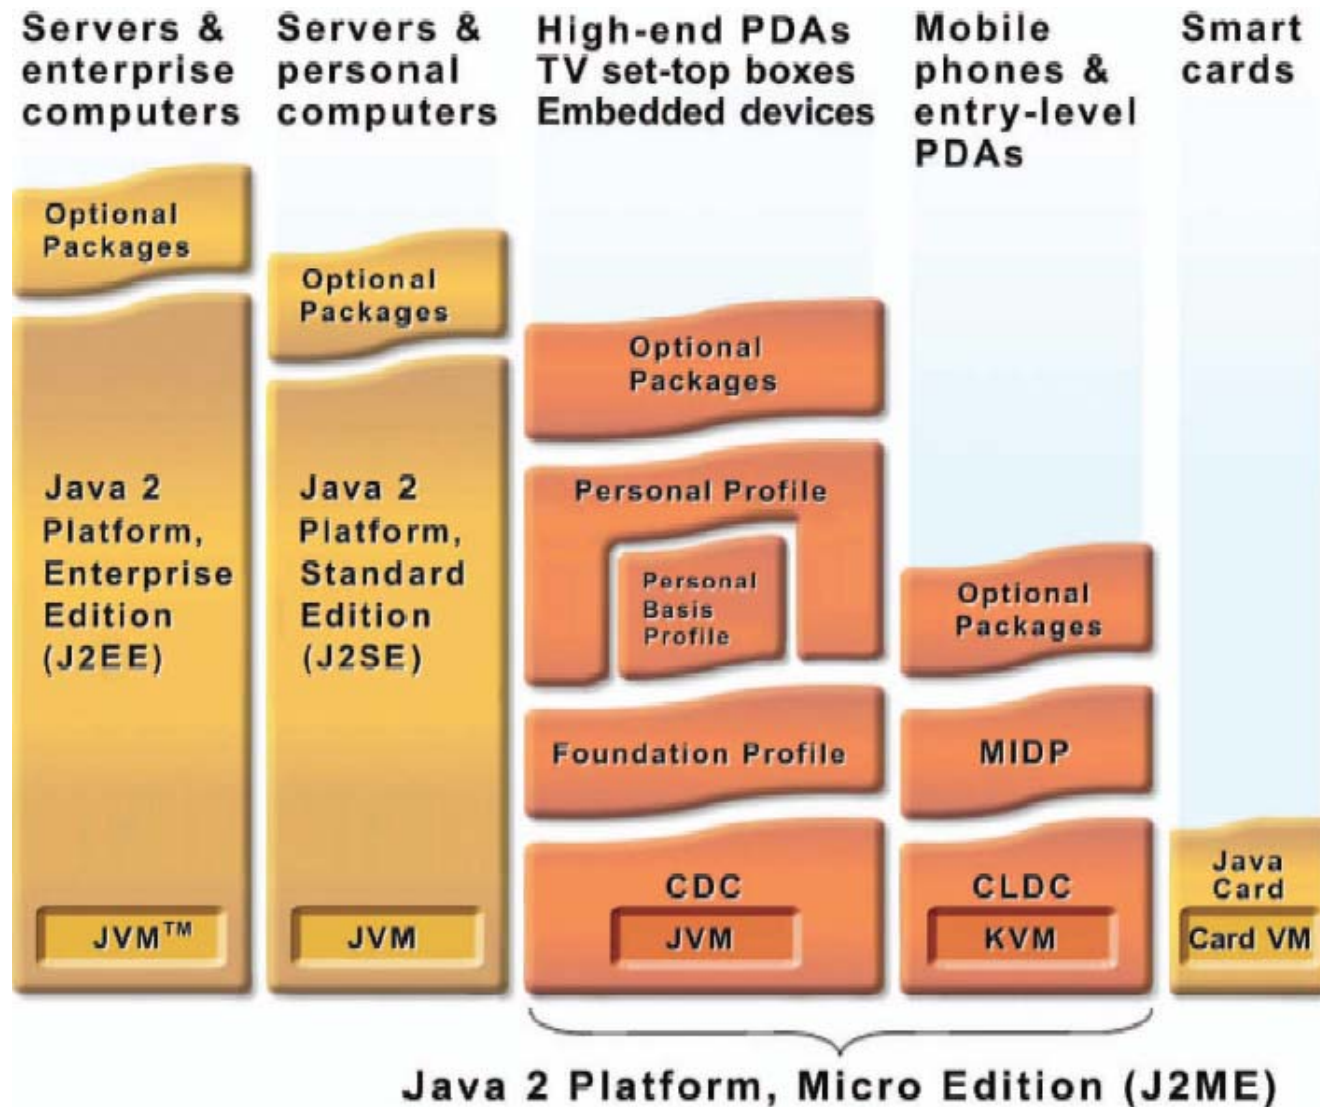 Servers &
enterprise
computers
Servers &
personal
computers
High-end PDAs
TV set-top boxes
Embedded devices
Mobile
phones &
entry-level
PDAs
Smart
cards
Optional
Packages
Java 2
Platform,
Enterprise
Edition
(J2EE)
JVM™
Optional
Packages
Java 2
Platform,
Standard
Edition
(J2SE)
JVM
Optional
Packages
Personal Profile
Personal
Basis
Profile
Foundation Profile
CDC
JVM
Optional
Packages
MIDP
CLDC
KVM
Java
Card
Card VM
Java 2 Platform, Micro Edition (J2ME)